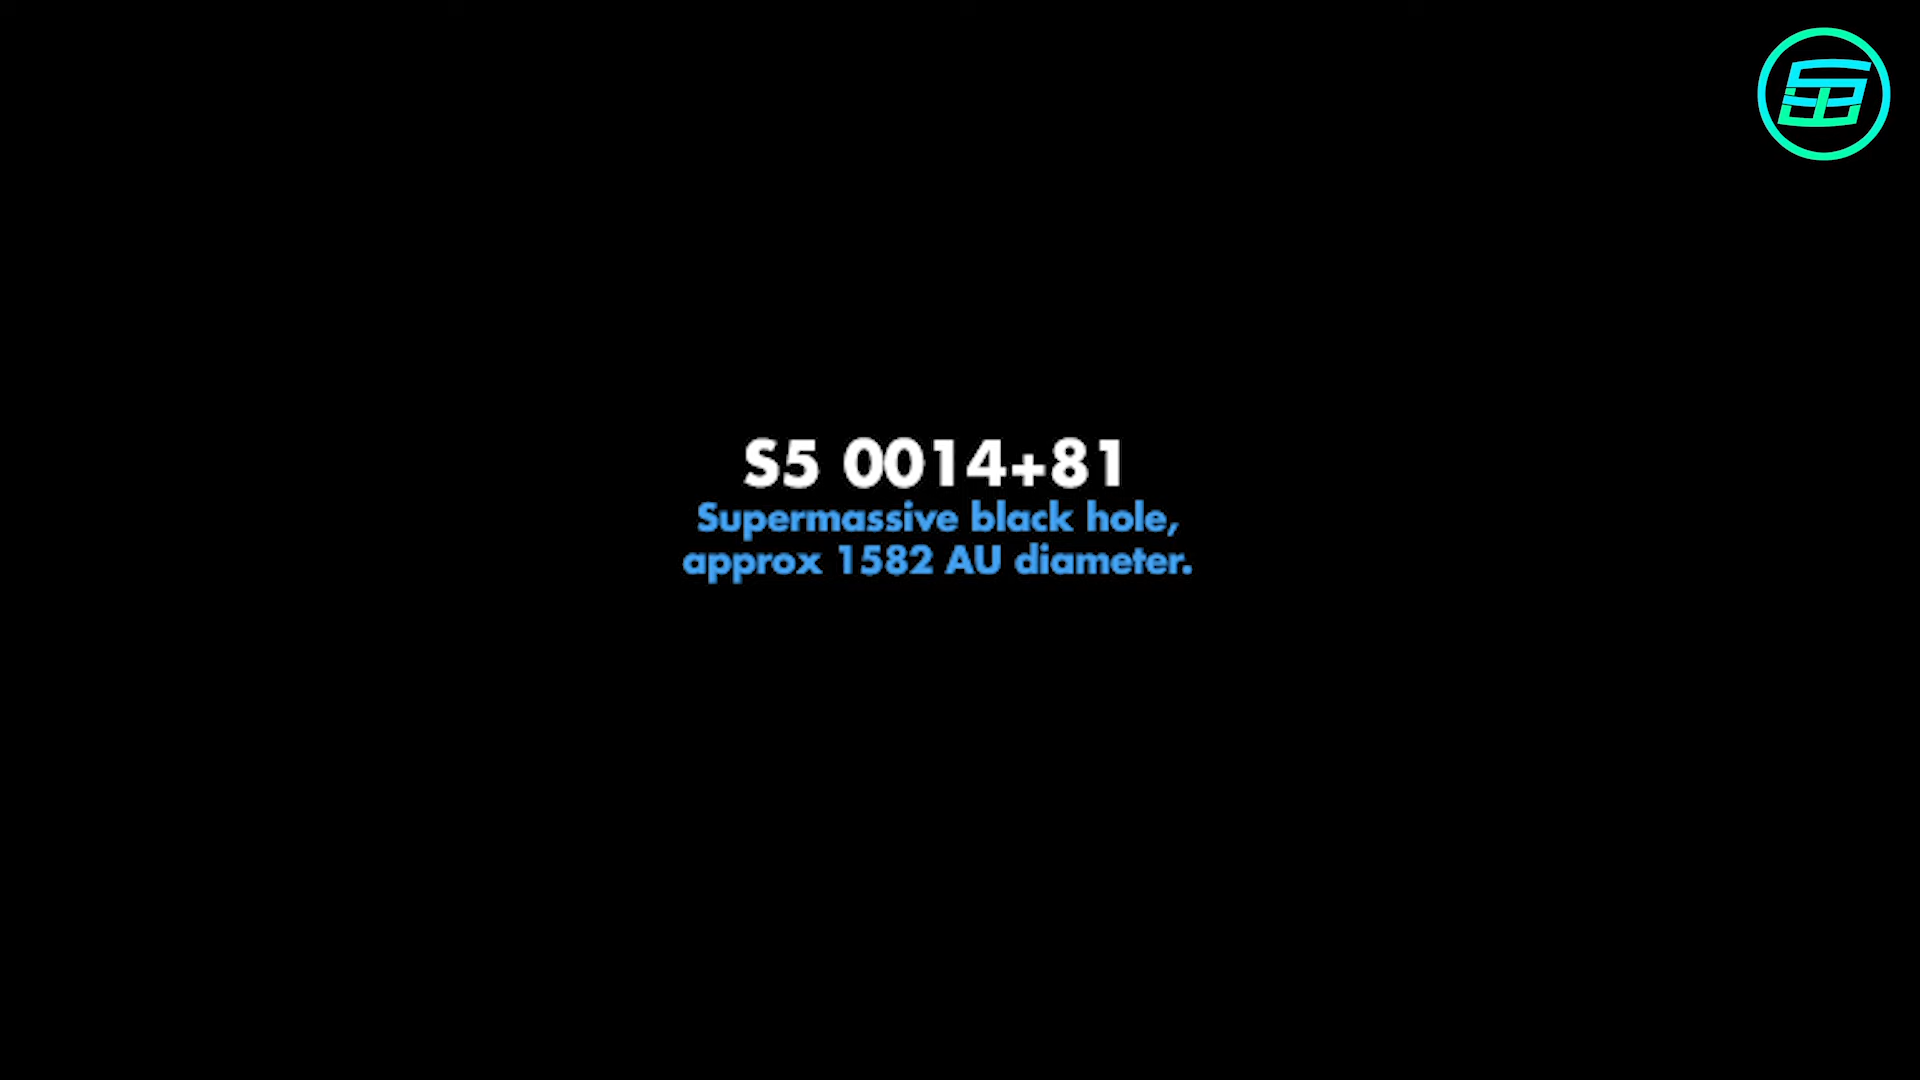 S5 0014+81
Supermassive black hole,
approx 1582 AU diameter.